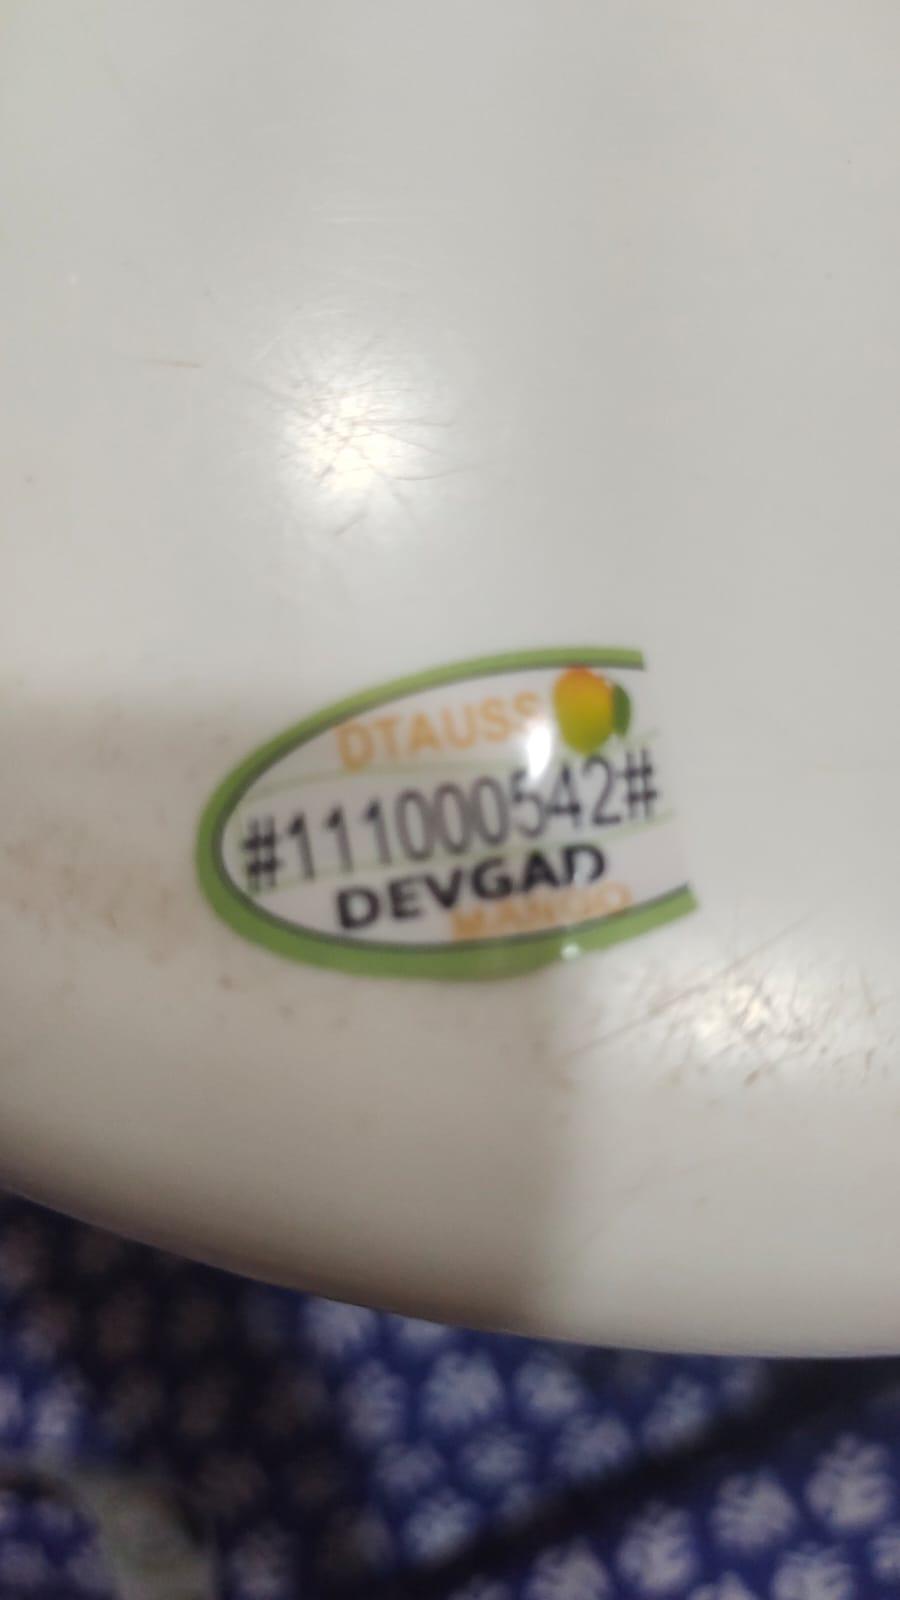 DTAUSS
#111000542#
DEVGAD
MANGO